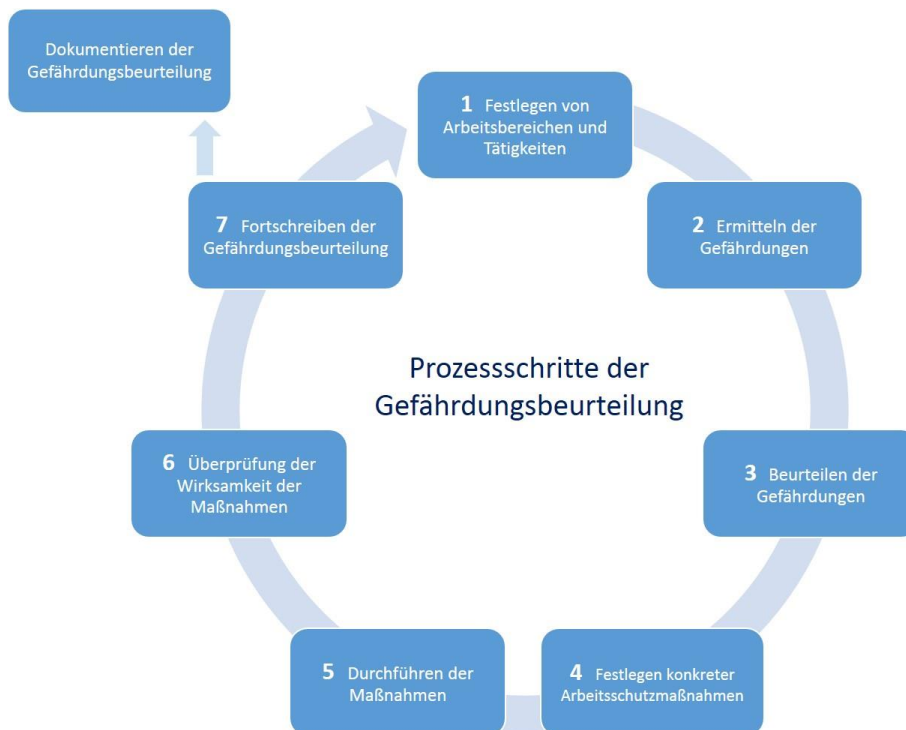 Dokumentieren der
Gefährdungsbeurteilung
1 Festlegen von
Arbeitsbereichen und
Tätigkeiten
2 Ermitteln der
Gefährdungen
3 Beurteilen der
Gefährdungen
4 Festlegen konkreter
Arbeitsschutzmaßnahmen
5 Durchführen der
Maßnahmen
6 Überprüfung der
Wirksamkeit der
Maßnahmen
7 Fortschreiben der
Gefährdungsbeurteilung
Prozessschritte der
Gefährdungsbeurteilung